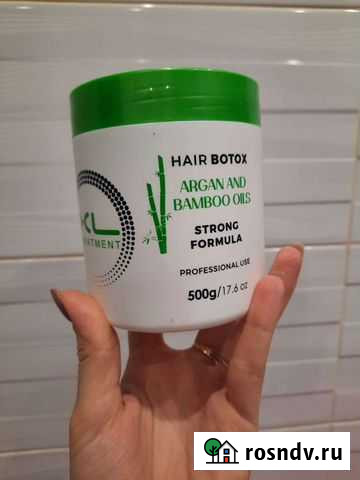 HAIR BOTOX
ARGAN AND
BAMBOO OILS
STRONG
FORMULA
PROFESSIONAL USE
500g/17.6 oz
rosndv.ru